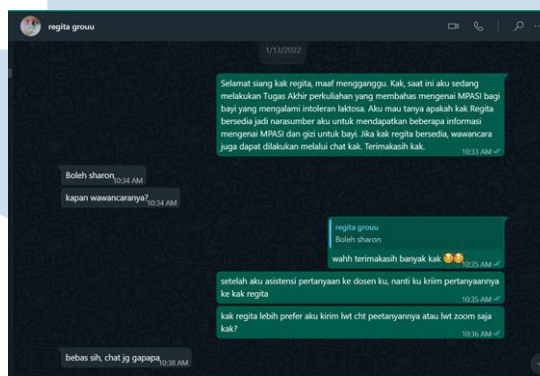 regita grouu
1/13/2022
Selamat siang kak regita, maaf mengganggu. Kak, saat ini aku sedang
melakukan Tugas Akhir perkuliahan yang membahas mengenai MPASI bagi
bayi yang mengalami intoleran laktosa. Aku mau tanya apakah kak Regita
bersedia jadi narasumber aku untuk mendapatkan beberapa informasi
mengenai MPASI dan gizi untuk bayi. Jika kak regita bersedia, wawancara
juga dapat dilakukan melalui chat kak. Terimakasih kak.
10:33 AM
Boleh sharon
10:34 AM
kapan wawancaranya?
10:34 AM
regita grouu
Boleh sharon
wahh terimakasih banyak kak 🥰🥰
10:35 AM
setelah aku asistensi pertanyaan ke dosen ku, nanti ku kriim pertanyaannya
ke kak regita
10:35 AM
kak regita lebih prefer aku kirim lwt cht peetanyannya atau lwt zoom saja
kak?
10:36 AM
bebas sih, chat jg gapapa
10:38 AM